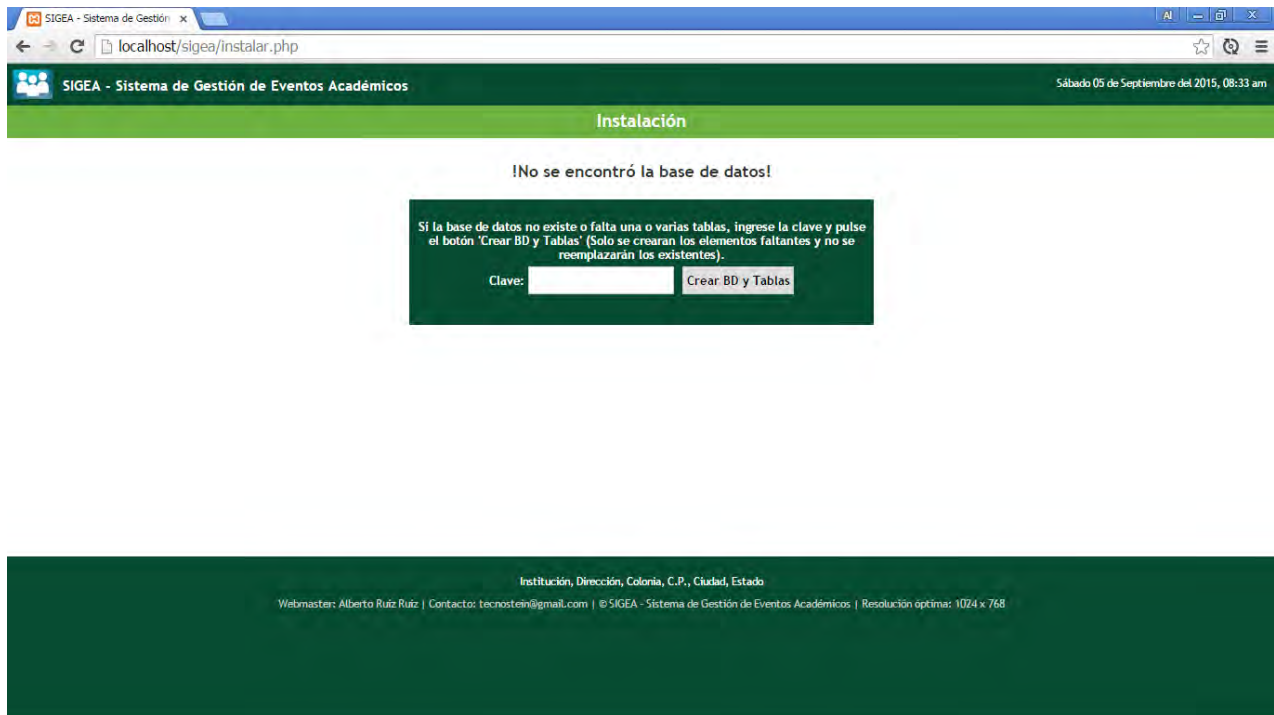 SIGEA - Sistema de Gestión
AI
localhost/sigea/instalar.php
SIGEA - Sistema de Gestión de Eventos Académicos
Sábado 05 de Septiembre del 2015, 08:33 am
Instalación
!No se encontró la base de datos!
Sí la base de datos no existe o falta una o varias tablas, ingrese la clave y pulse
el botón 'Crear BD y Tablas' (Solo se crearan los elementos faltantes y no se
reemplazarán los existentes).
Clave:
Crear BD y Tablas
Institución, Dirección, Colonia, C.P., Ciudad, Estado
Webmaster: Alberto Ruiz Ruiz | Contacto: tecnostein@gmail.com | © SIGEA - Sistema de Gestión de Eventos Académicos | Resolución óptima: 1024 x 768